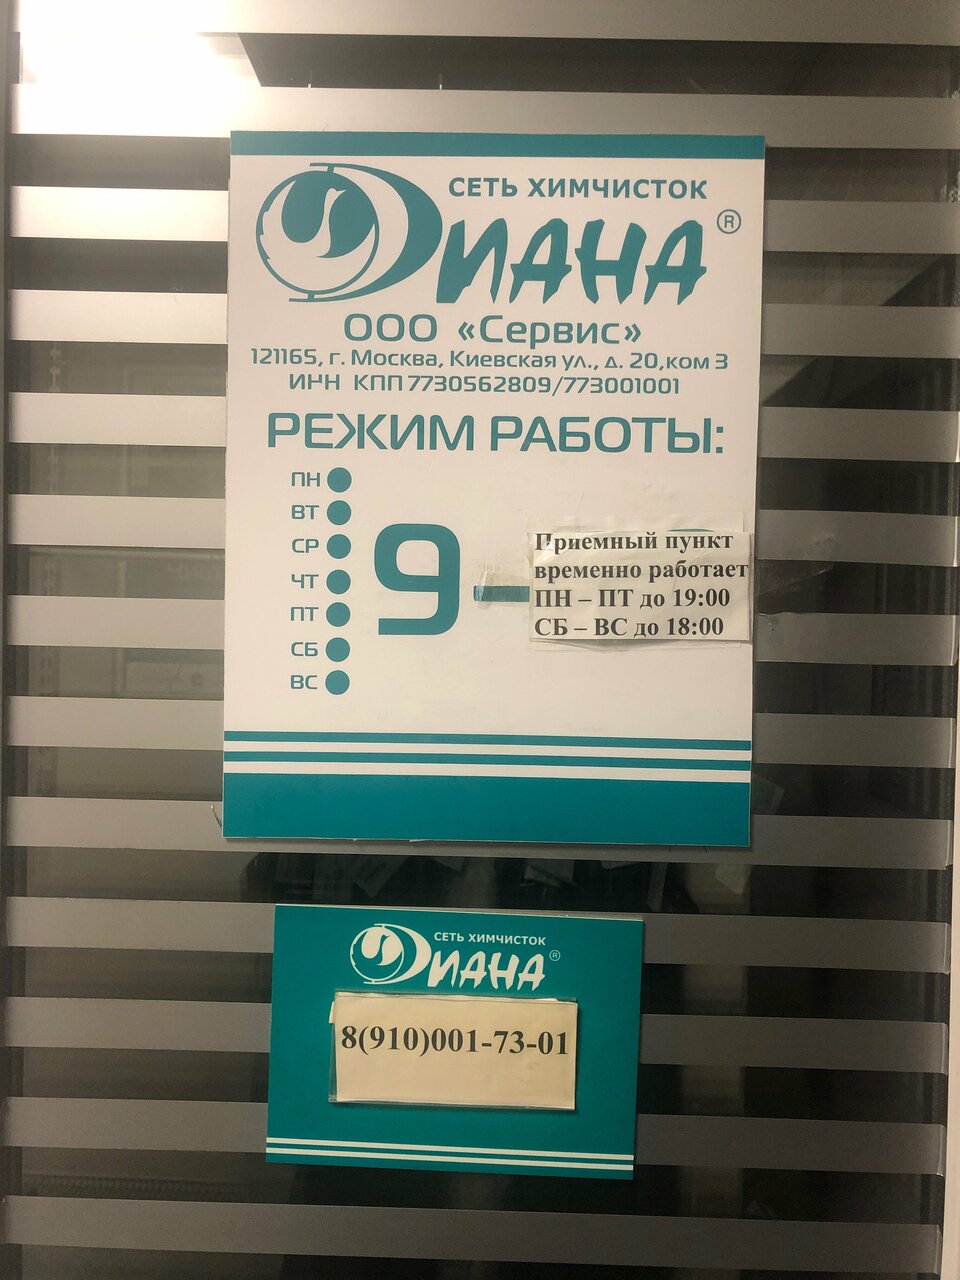 СЕТЬ ХИМЧИСТОК
ДИАНА®
ООО «Сервис»
121165, г. Москва, Киевская ул., д. 20,ком 3
ИНН КПП 7730562809/773001001
РЕЖИМ РАБОТЫ:
ПН
ВТ
СР
ЧТ
ПТ
СБ
ВС
9 –
Приемный пункт
временно работает
ПН – ПТ до 19:00
СБ – ВС до 18:00
СЕТЬ ХИМЧИСТОК
ДИАНА®
8(910)001-73-01